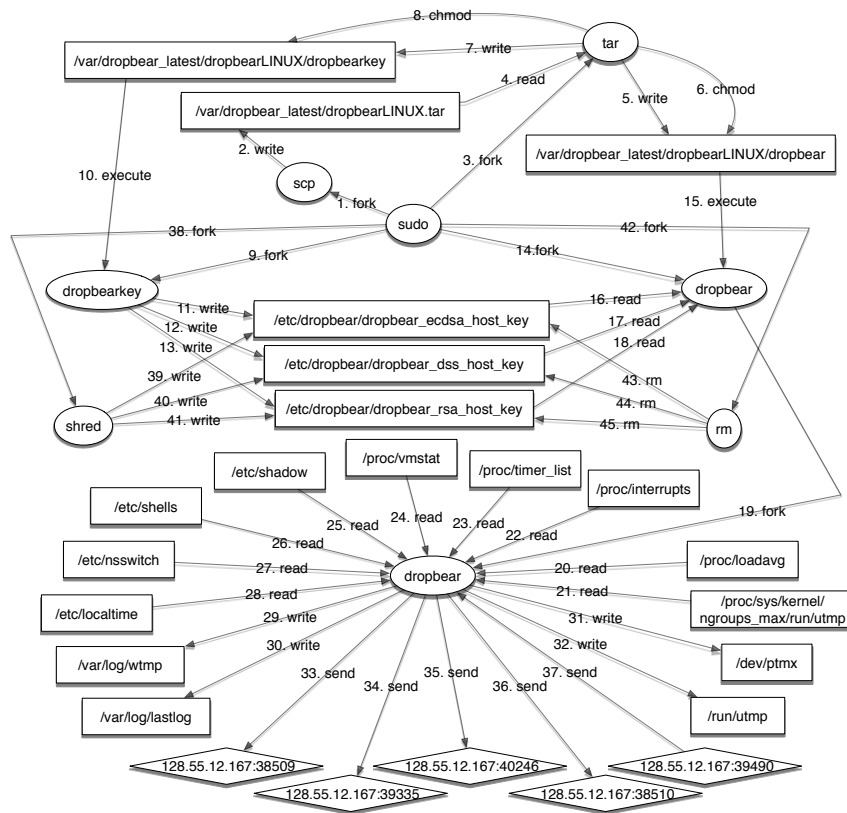 8. chmod
tar
/var/dropbear_latest/dropbearLINUX/dropbearkey
7. write
4. read
6. chmod
5. write
/var/dropbear_latest/dropbearLINUX.tar
2. write
3. fork
/var/dropbear_latest/dropbearLINUX/dropbear
10. execute
scp
1. fork
15. execute
38. fork
sudo
42. fork
9. fork
14.fork
dropbearkey
dropbear
11. write
16. read
/etc/dropbear/dropbear_ecdsa_host_key
12. write
17. read
13. write
18. read
/etc/dropbear/dropbear_dss_host_key
39. write
43. rm
40. write
44. rm
/etc/dropbear/dropbear_rsa_host_key
41. write
45. rm
shred
rm
/proc/vmstat
/etc/shadow
/proc/timer_list
/proc/interrupts
/etc/shells
24. read
25. read
23. read
19. fork
22. read
26. read
/etc/nsswitch
27. read
dropbear
20. read
/proc/loadavg
28. read
21. read
/proc/sys/kernel/
ngroups_max/run/utmp
/etc/localtime
29. write
31. write
30. write
32. write
/var/log/wtmp
33. send
35. send
37. send
/dev/ptmx
34. send
36. send
/var/log/lastlog
/run/utmp
128.55.12.167:38509
128.55.12.167:40246
128.55.12.167:39490
128.55.12.167:39335
128.55.12.167:38510